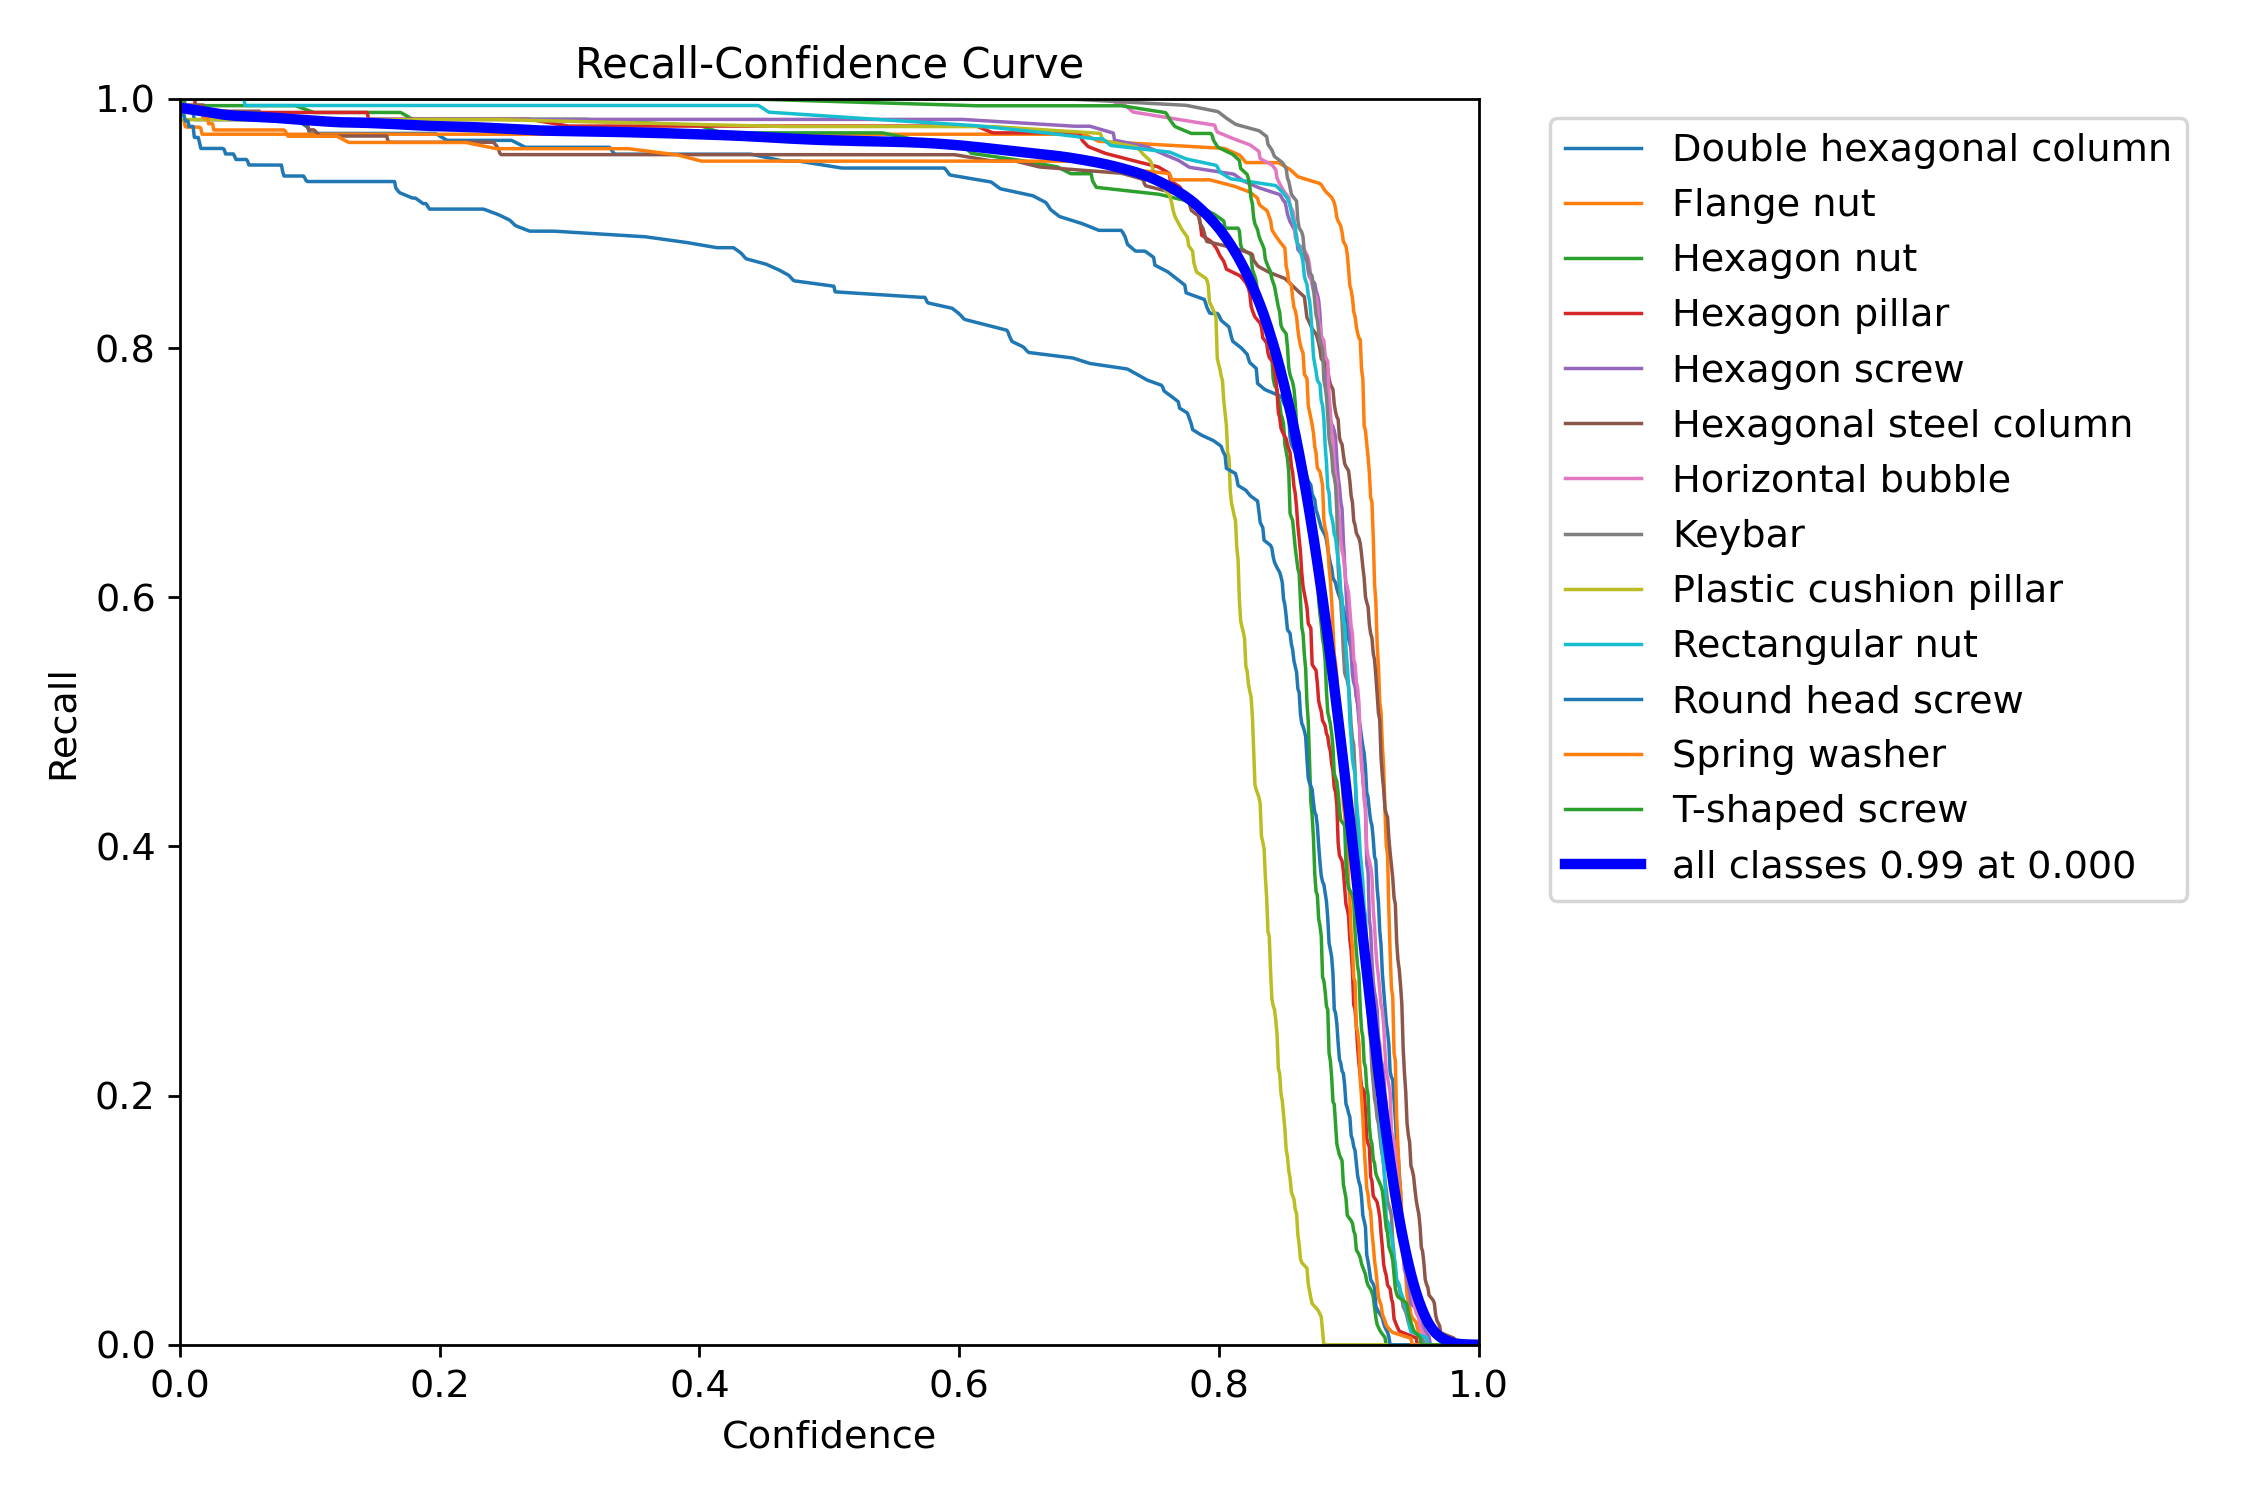 Recall-Confidence Curve
1.0
0.8
0.6
0.4
0.2
0.0
Recall
0.0 0.2 0.4 0.6 0.8 1.0
Confidence
Double hexagonal column
Flange nut
Hexagon nut
Hexagon pillar
Hexagon screw
Hexagonal steel column
Horizontal bubble
Keybar
Plastic cushion pillar
Rectangular nut
Round head screw
Spring washer
T-shaped screw
all classes 0.99 at 0.000